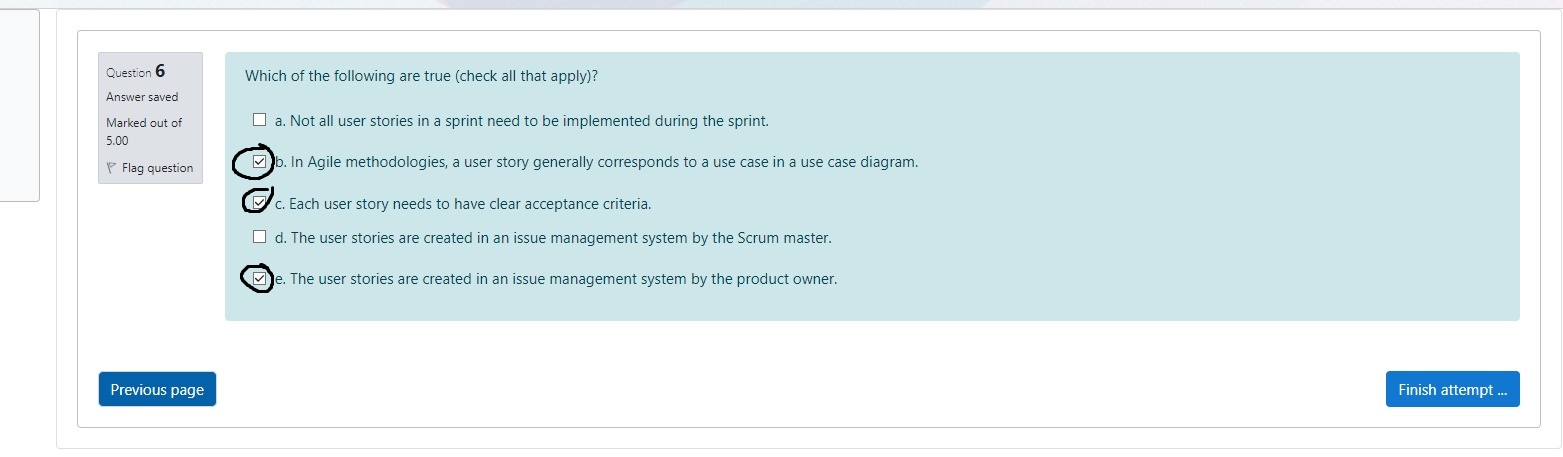 Question 6
Answer saved
Marked out of
5.00
Flag question
Which of the following are true (check all that apply)?
a. Not all user stories in a sprint need to be implemented during the sprint.
b. In Agile methodologies, a user story generally corresponds to a use case in a use case diagram.
c. Each user story needs to have clear acceptance criteria.
d. The user stories are created in an issue management system by the Scrum master.
e. The user stories are created in an issue management system by the product owner.
Previous page
Finish attempt ...